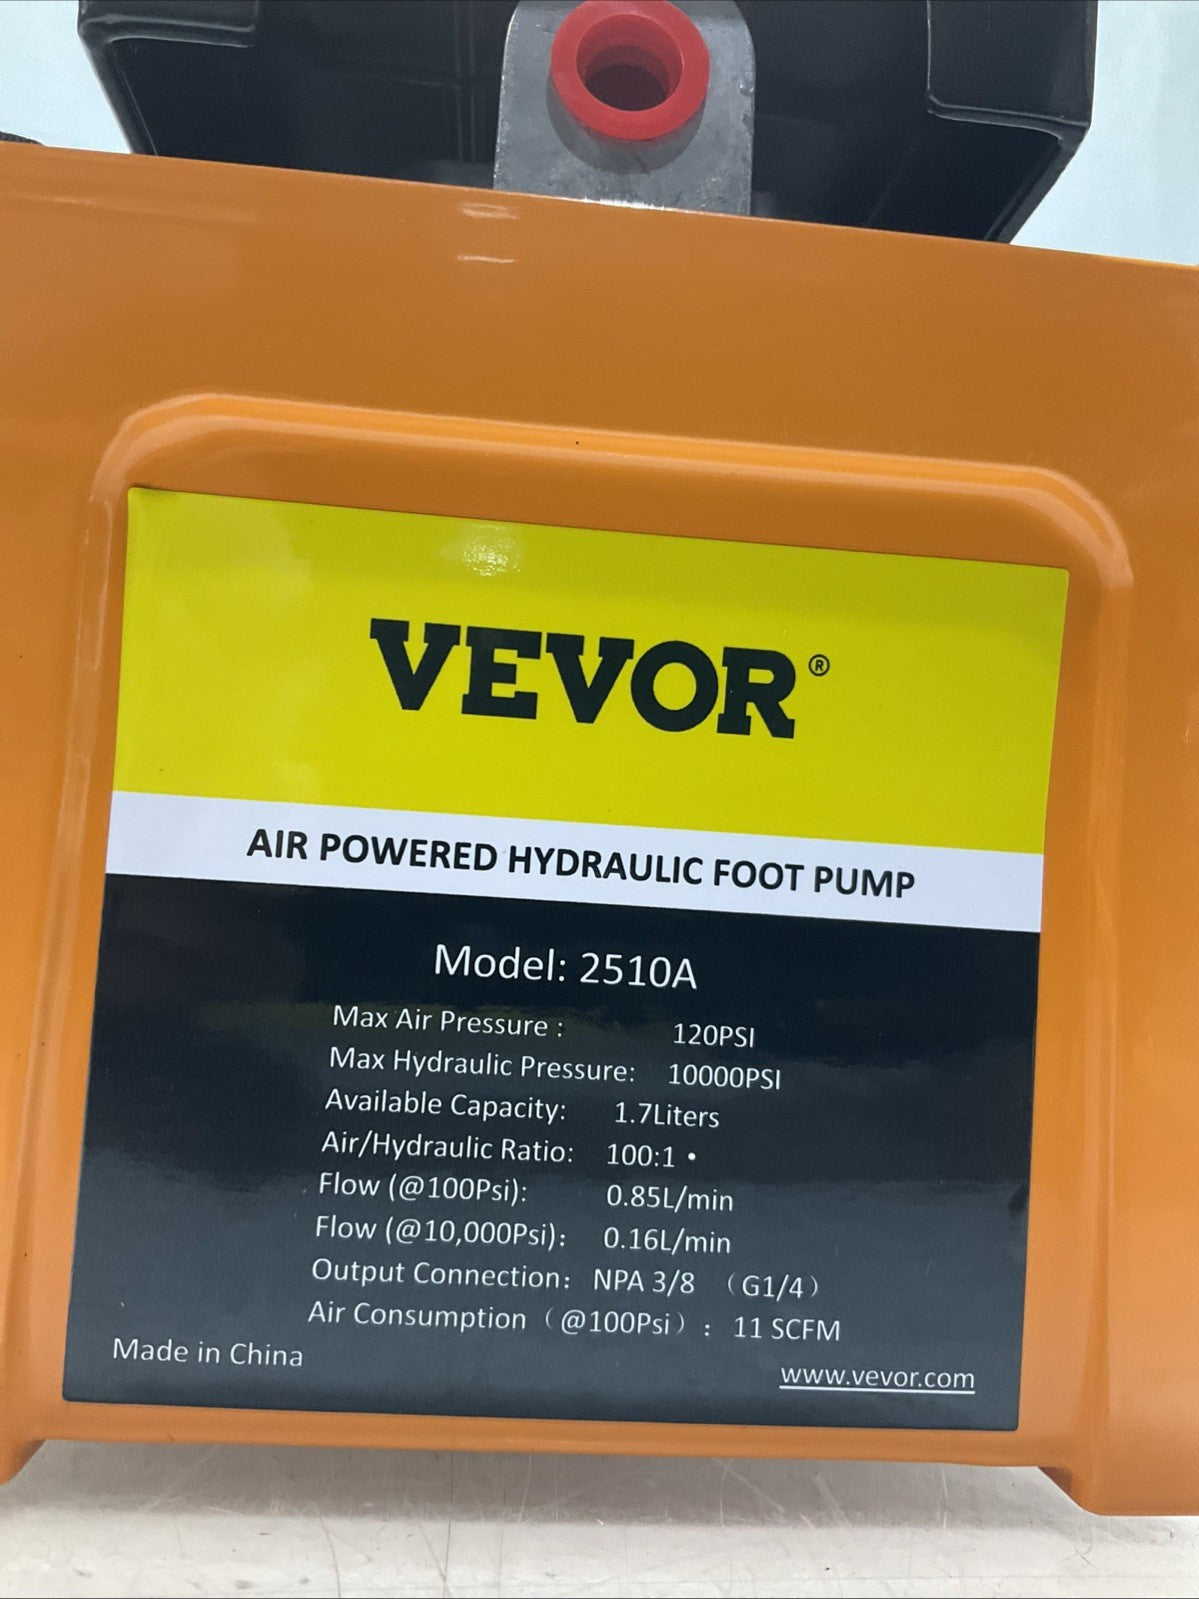 VEVOR®
AIR POWERED HYDRAULIC FOOT PUMP
Model: 2510A
Max Air Pressure : 120PSI
Max Hydraulic Pressure: 10000PSI
Available Capacity: 1.7Liters
Air/Hydraulic Ratio: 100:1 •
Flow (@100Psi): 0.85L/min
Flow (@10,000Psi)： 0.16L/min
Output Connection： NPA 3/8 （G1/4）
Air Consumption（@100Psi）： 11 SCFM
Made in China
www.vevor.com